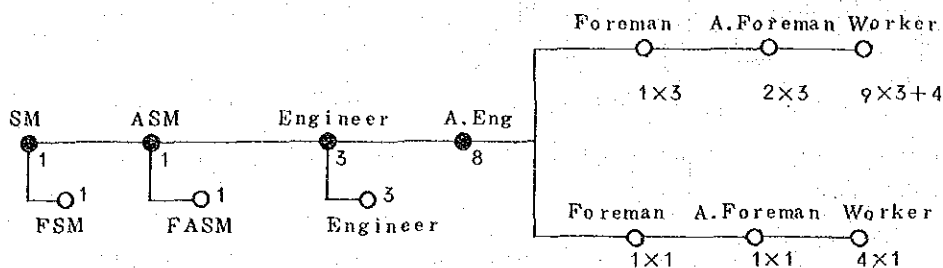 Foreman A.Foreman Worker
1×3 2×3 9×3+4
SM ASM Engineer A.Eng
1 1 3 8
1 1 3
FSM FASM Engineer
Foreman A.Foreman Worker
1×1 1×1 4×1